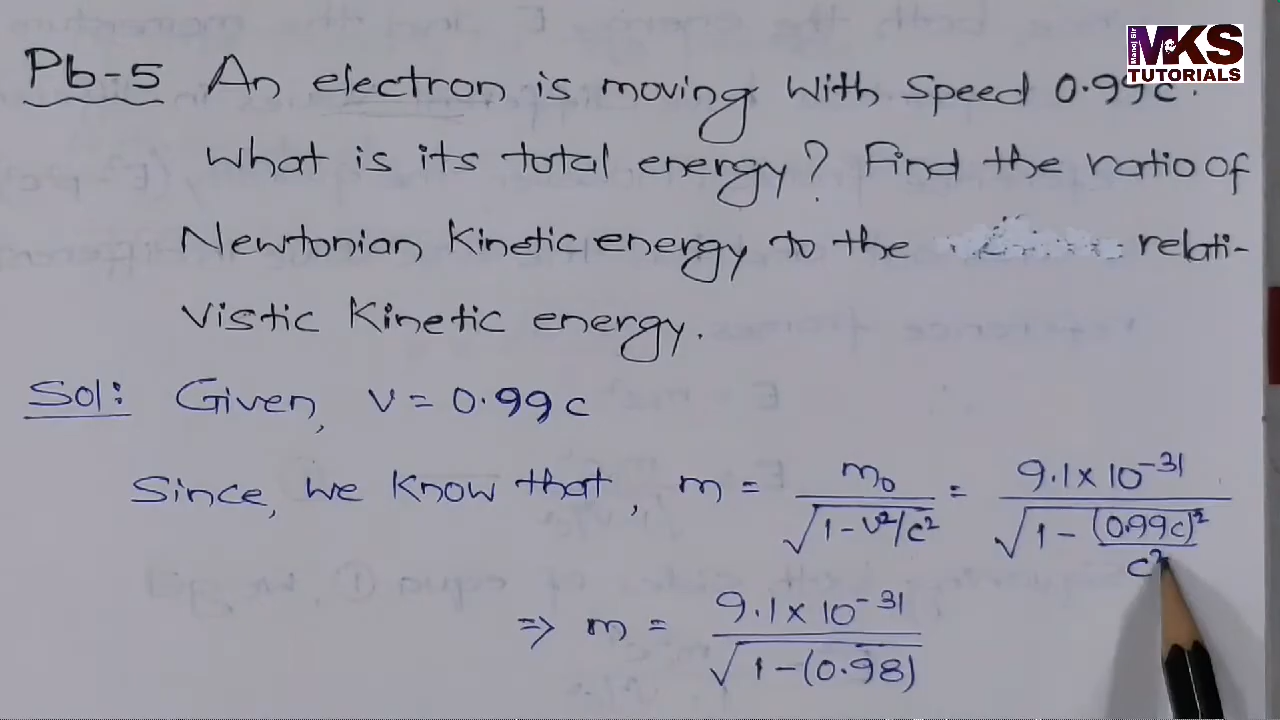 Manoj Sir
MKS
TUTORIALS
Pb-5 An electron is moving with speed 0.99c.
What is its total energy? Find the ratio of
Newtonian Kinetic energy to the relati-
vistic Kinetic energy.
Sol: Given, v = 0.99c
Since, we know that, m = m₀/√(1-v²/c²) = 9.1×10⁻³¹/√(1-(0.99c)²/c²)
⇒ m = 9.1×10⁻³¹/√(1-(0.98))